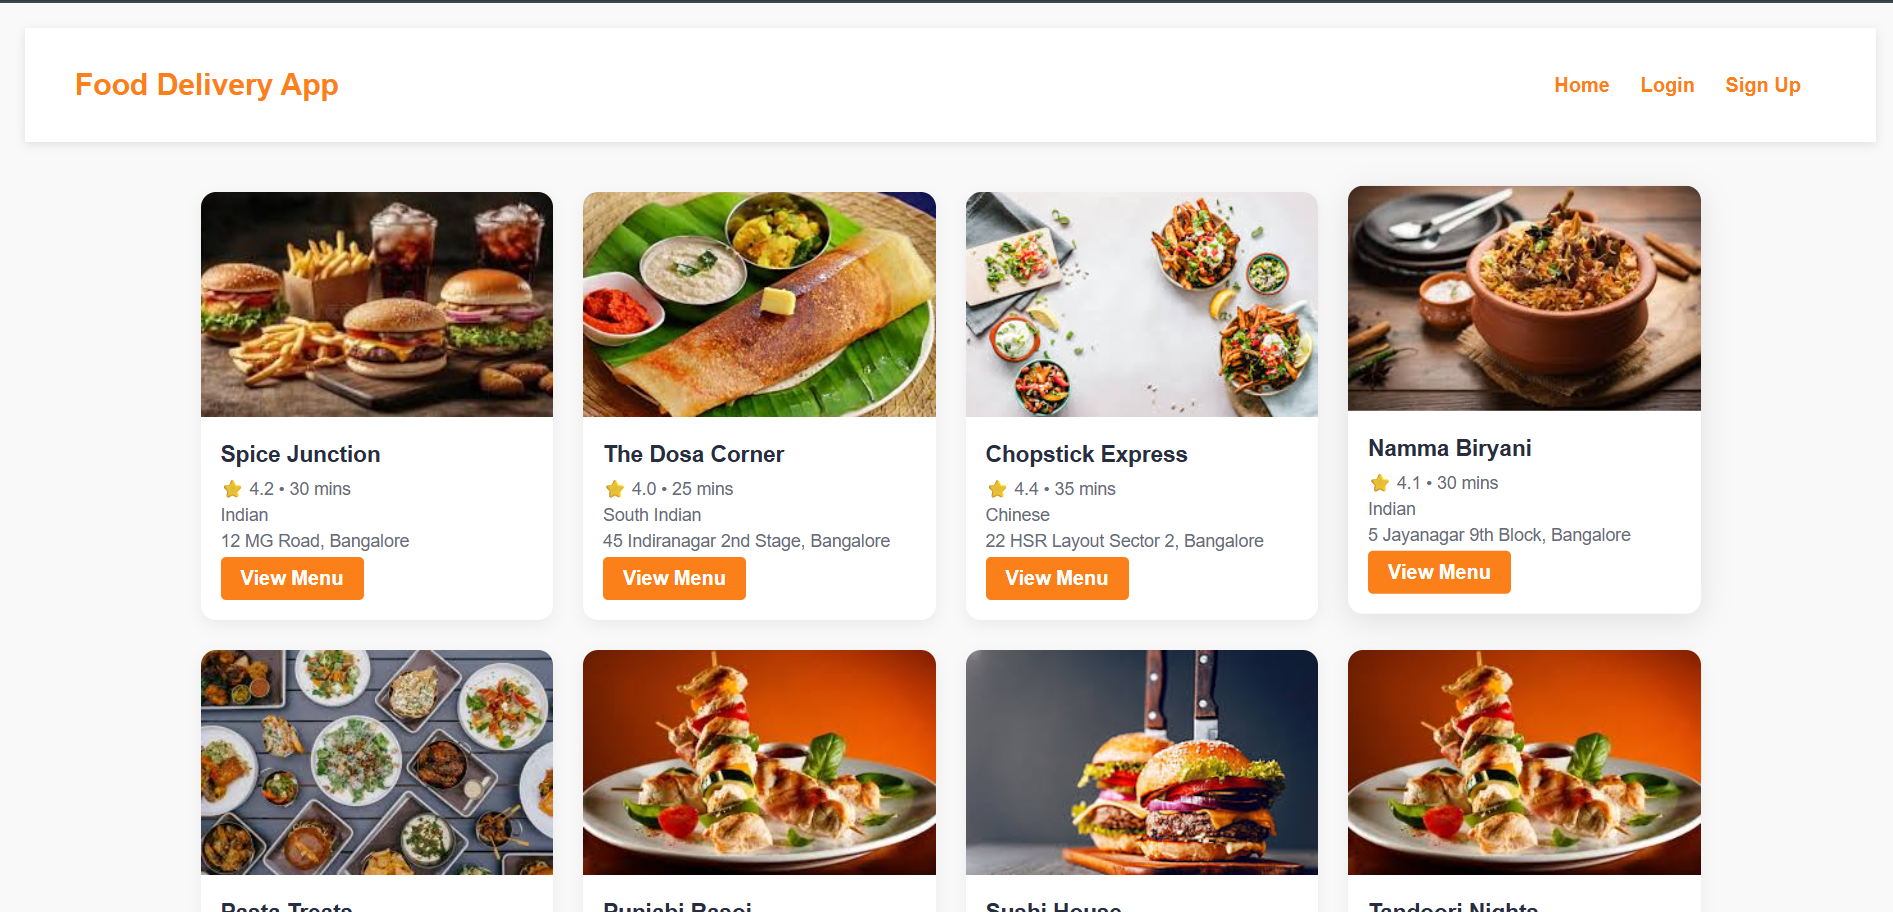 Food Delivery App
Home Login Sign Up
Spice Junction
4.2 • 30 mins
Indian
12 MG Road, Bangalore
View Menu
The Dosa Corner
4.0 • 25 mins
South Indian
45 Indiranagar 2nd Stage, Bangalore
View Menu
Chopstick Express
4.4 • 35 mins
Chinese
22 HSR Layout Sector 2, Bangalore
View Menu
Namma Biryani
4.1 • 30 mins
Indian
5 Jayanagar 9th Block, Bangalore
View Menu
Pasta Treats
Punjabi Rasoi
Sushi House
Tandoori Nights